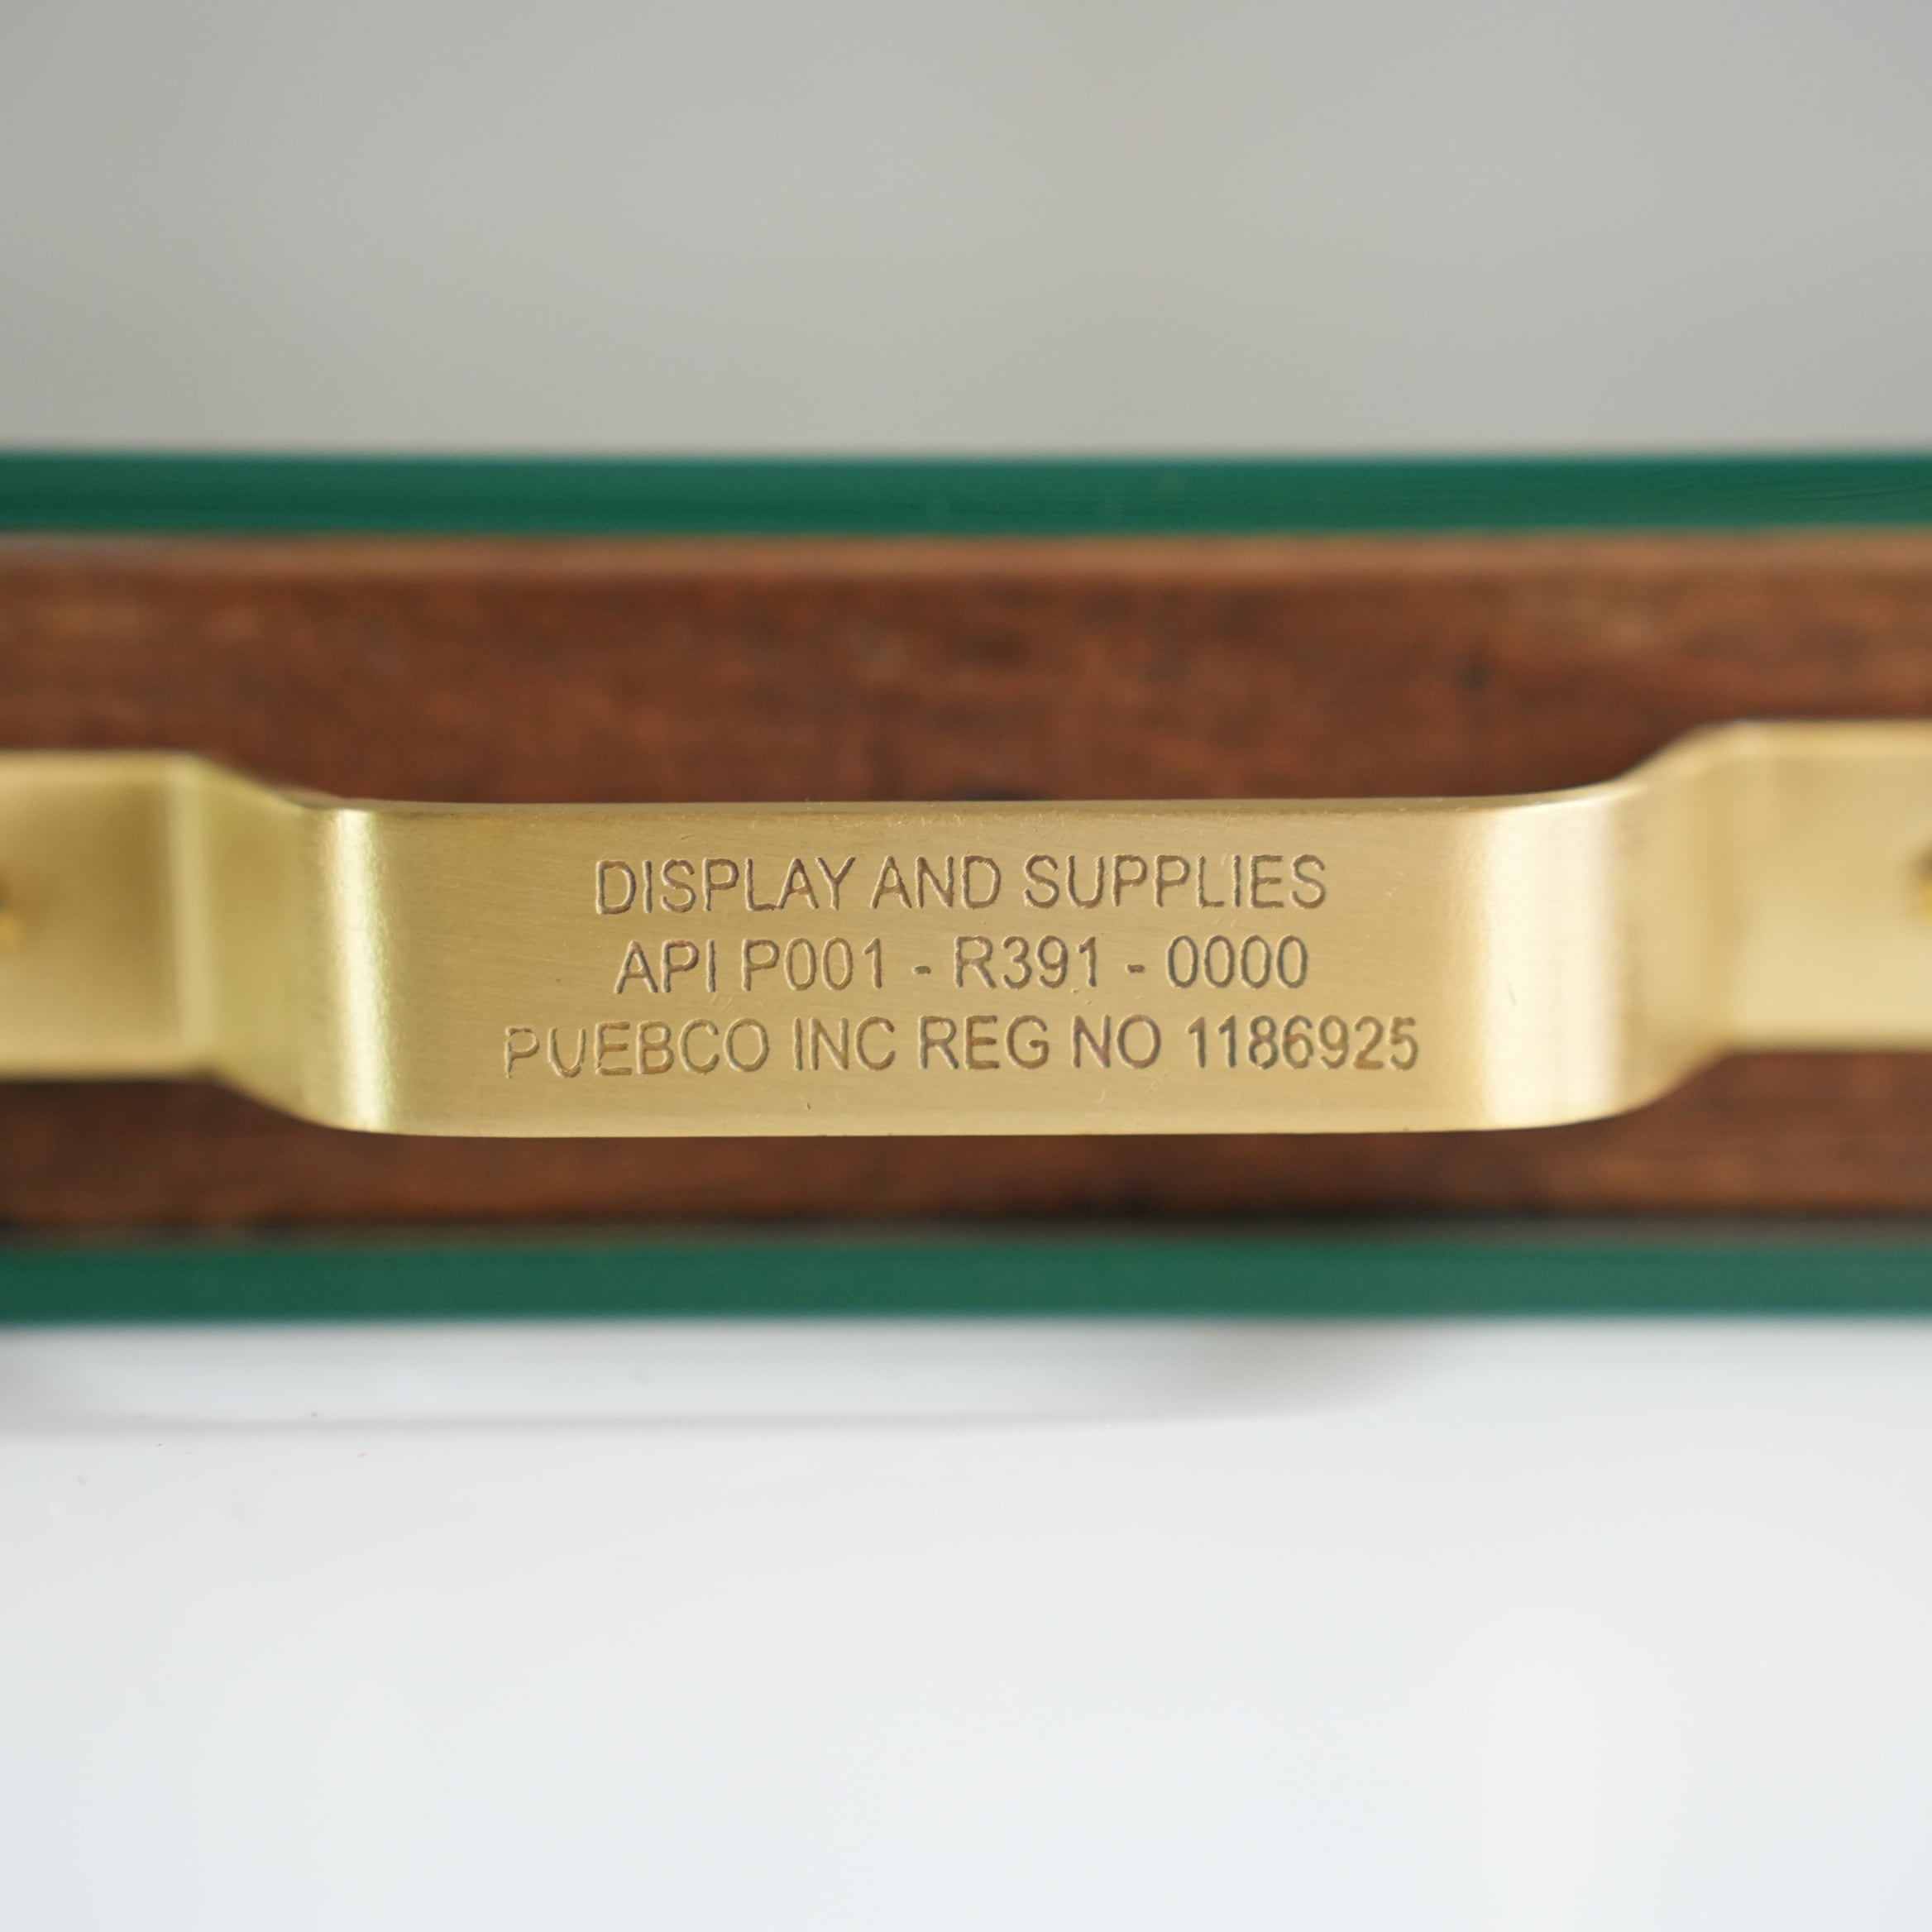 DISPLAY AND SUPPLIES
API P001 - R391 - 0000
PUEBCO INC REG NO 1186925